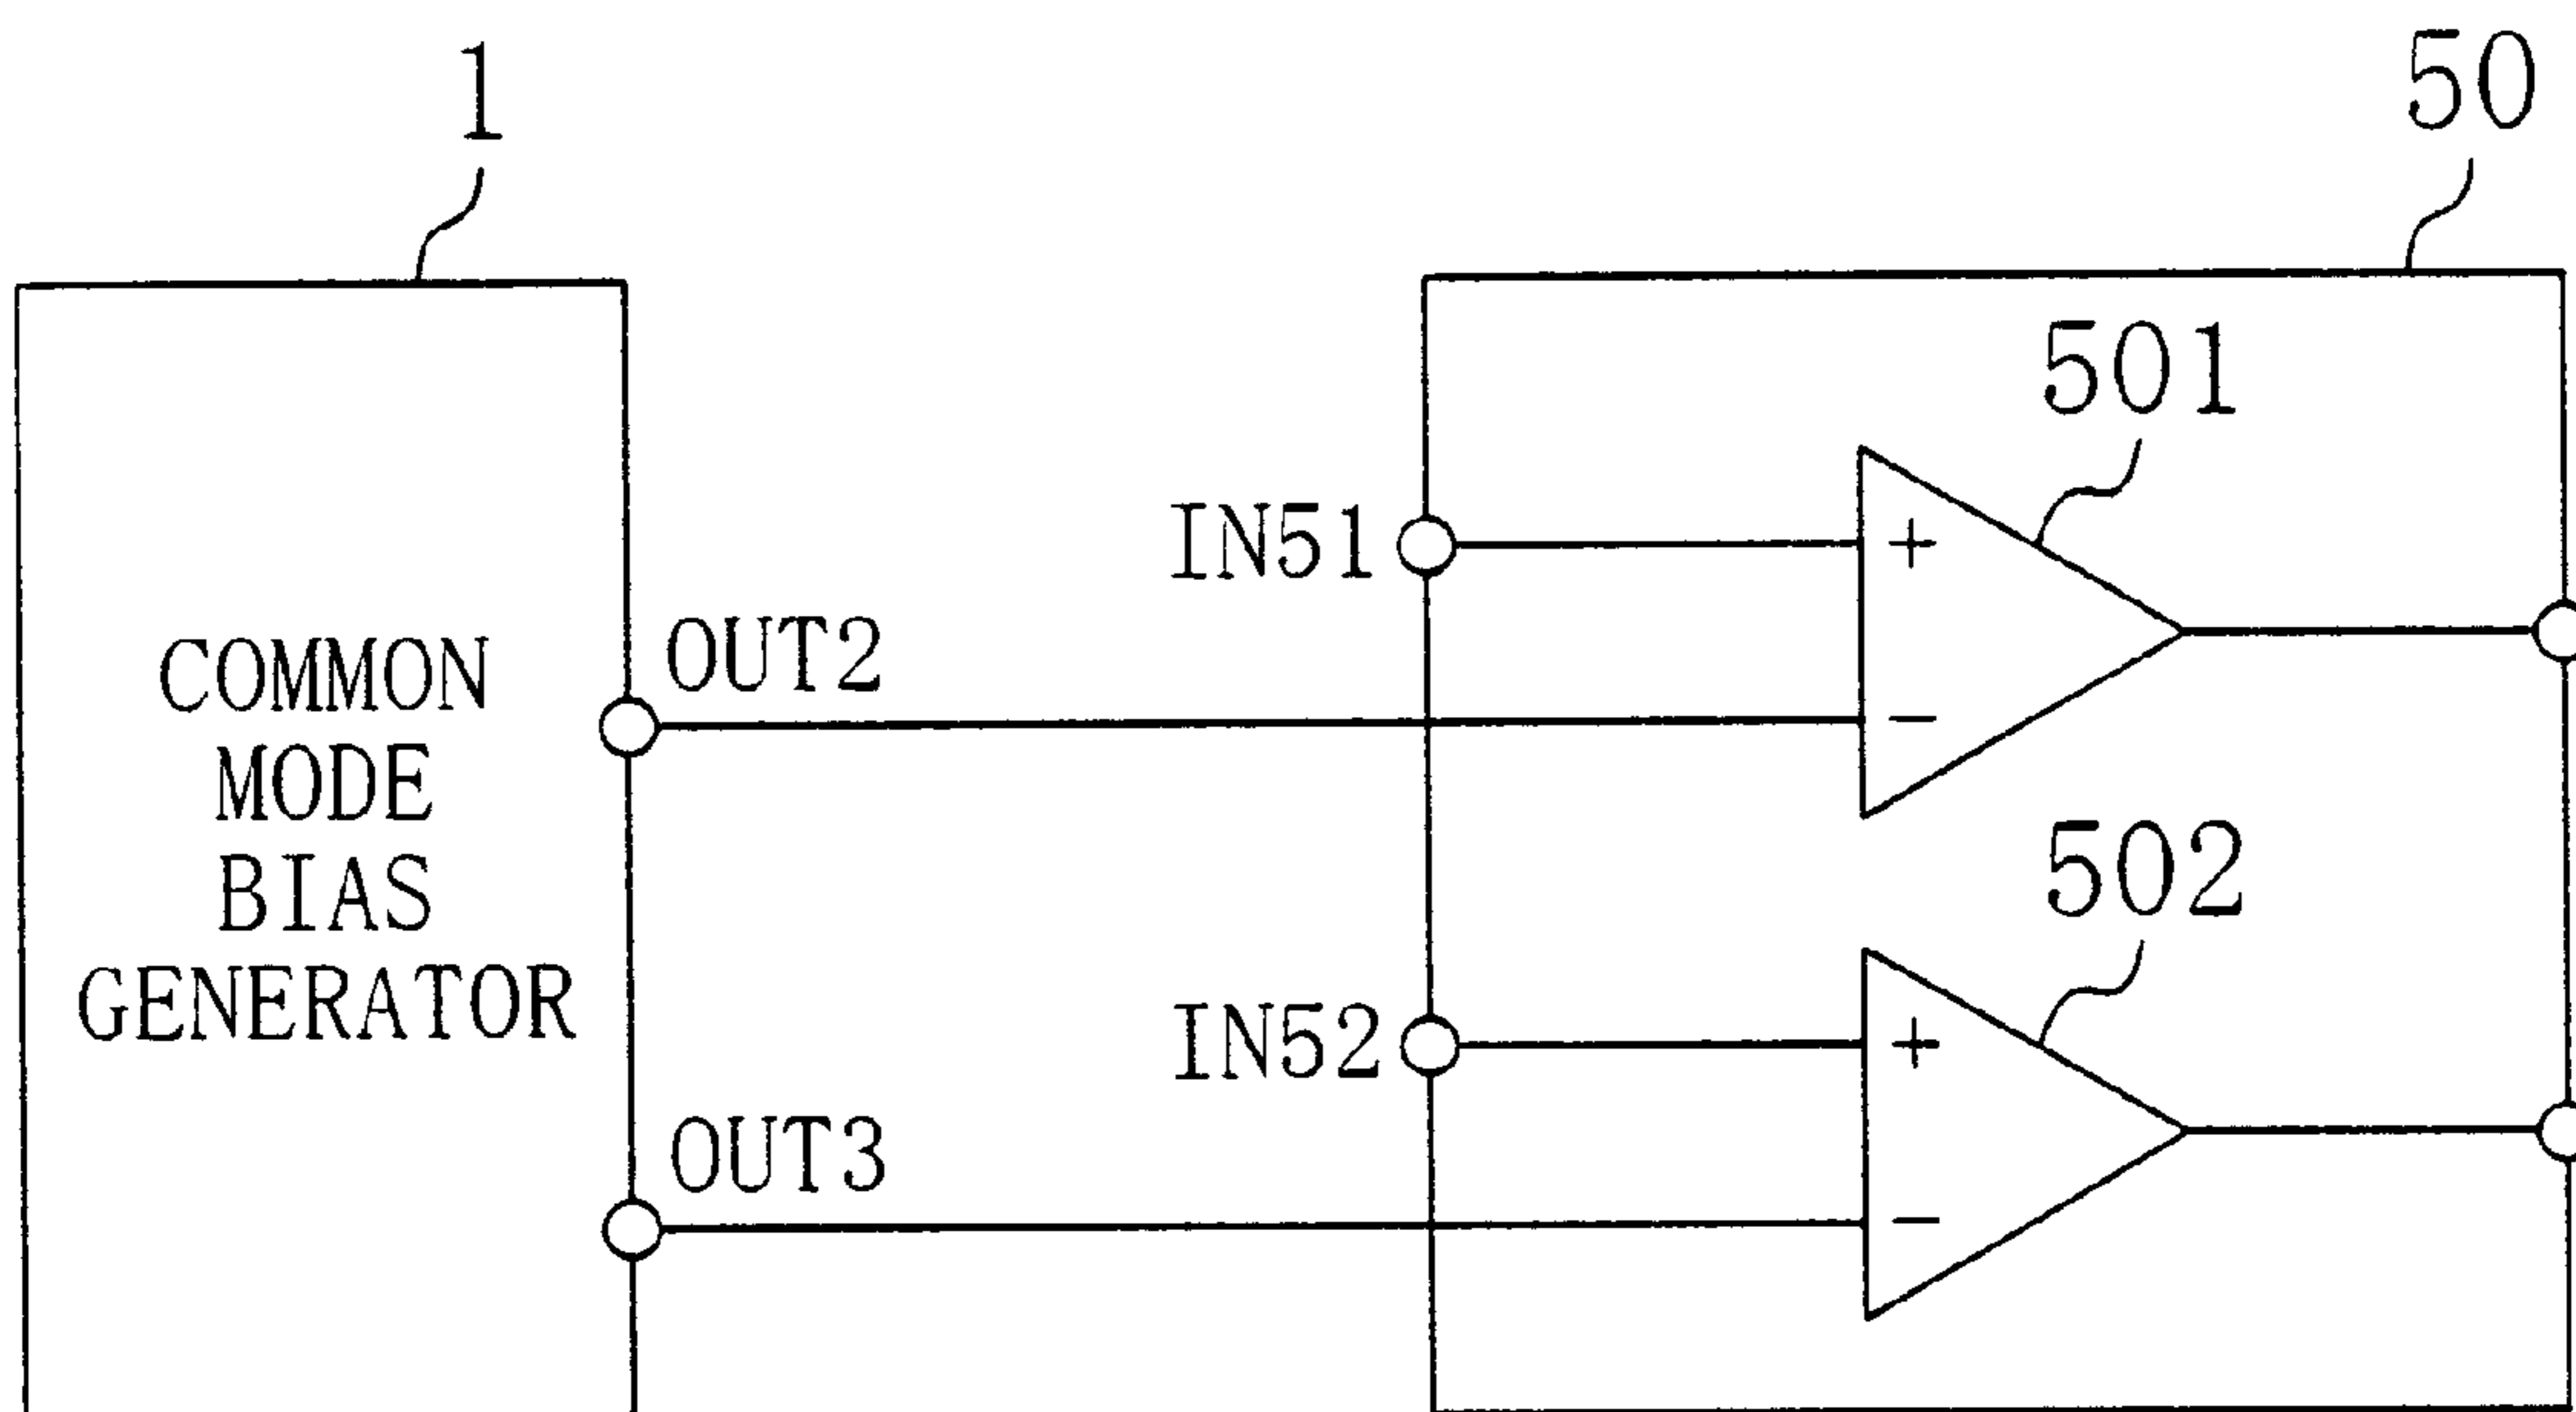 1
50
501
IN51
+
OUT2
−
COMMON
MODE
BIAS
GENERATOR
502
IN52
+
OUT3
−